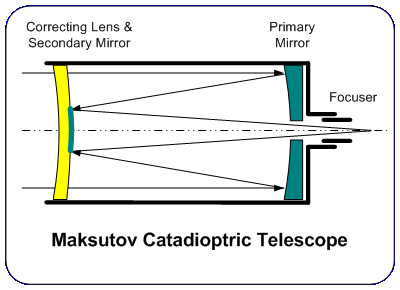 Correcting Lens &
Secondary Mirror
Primary
Mirror
Focuser
Maksutov Catadioptric Telescope